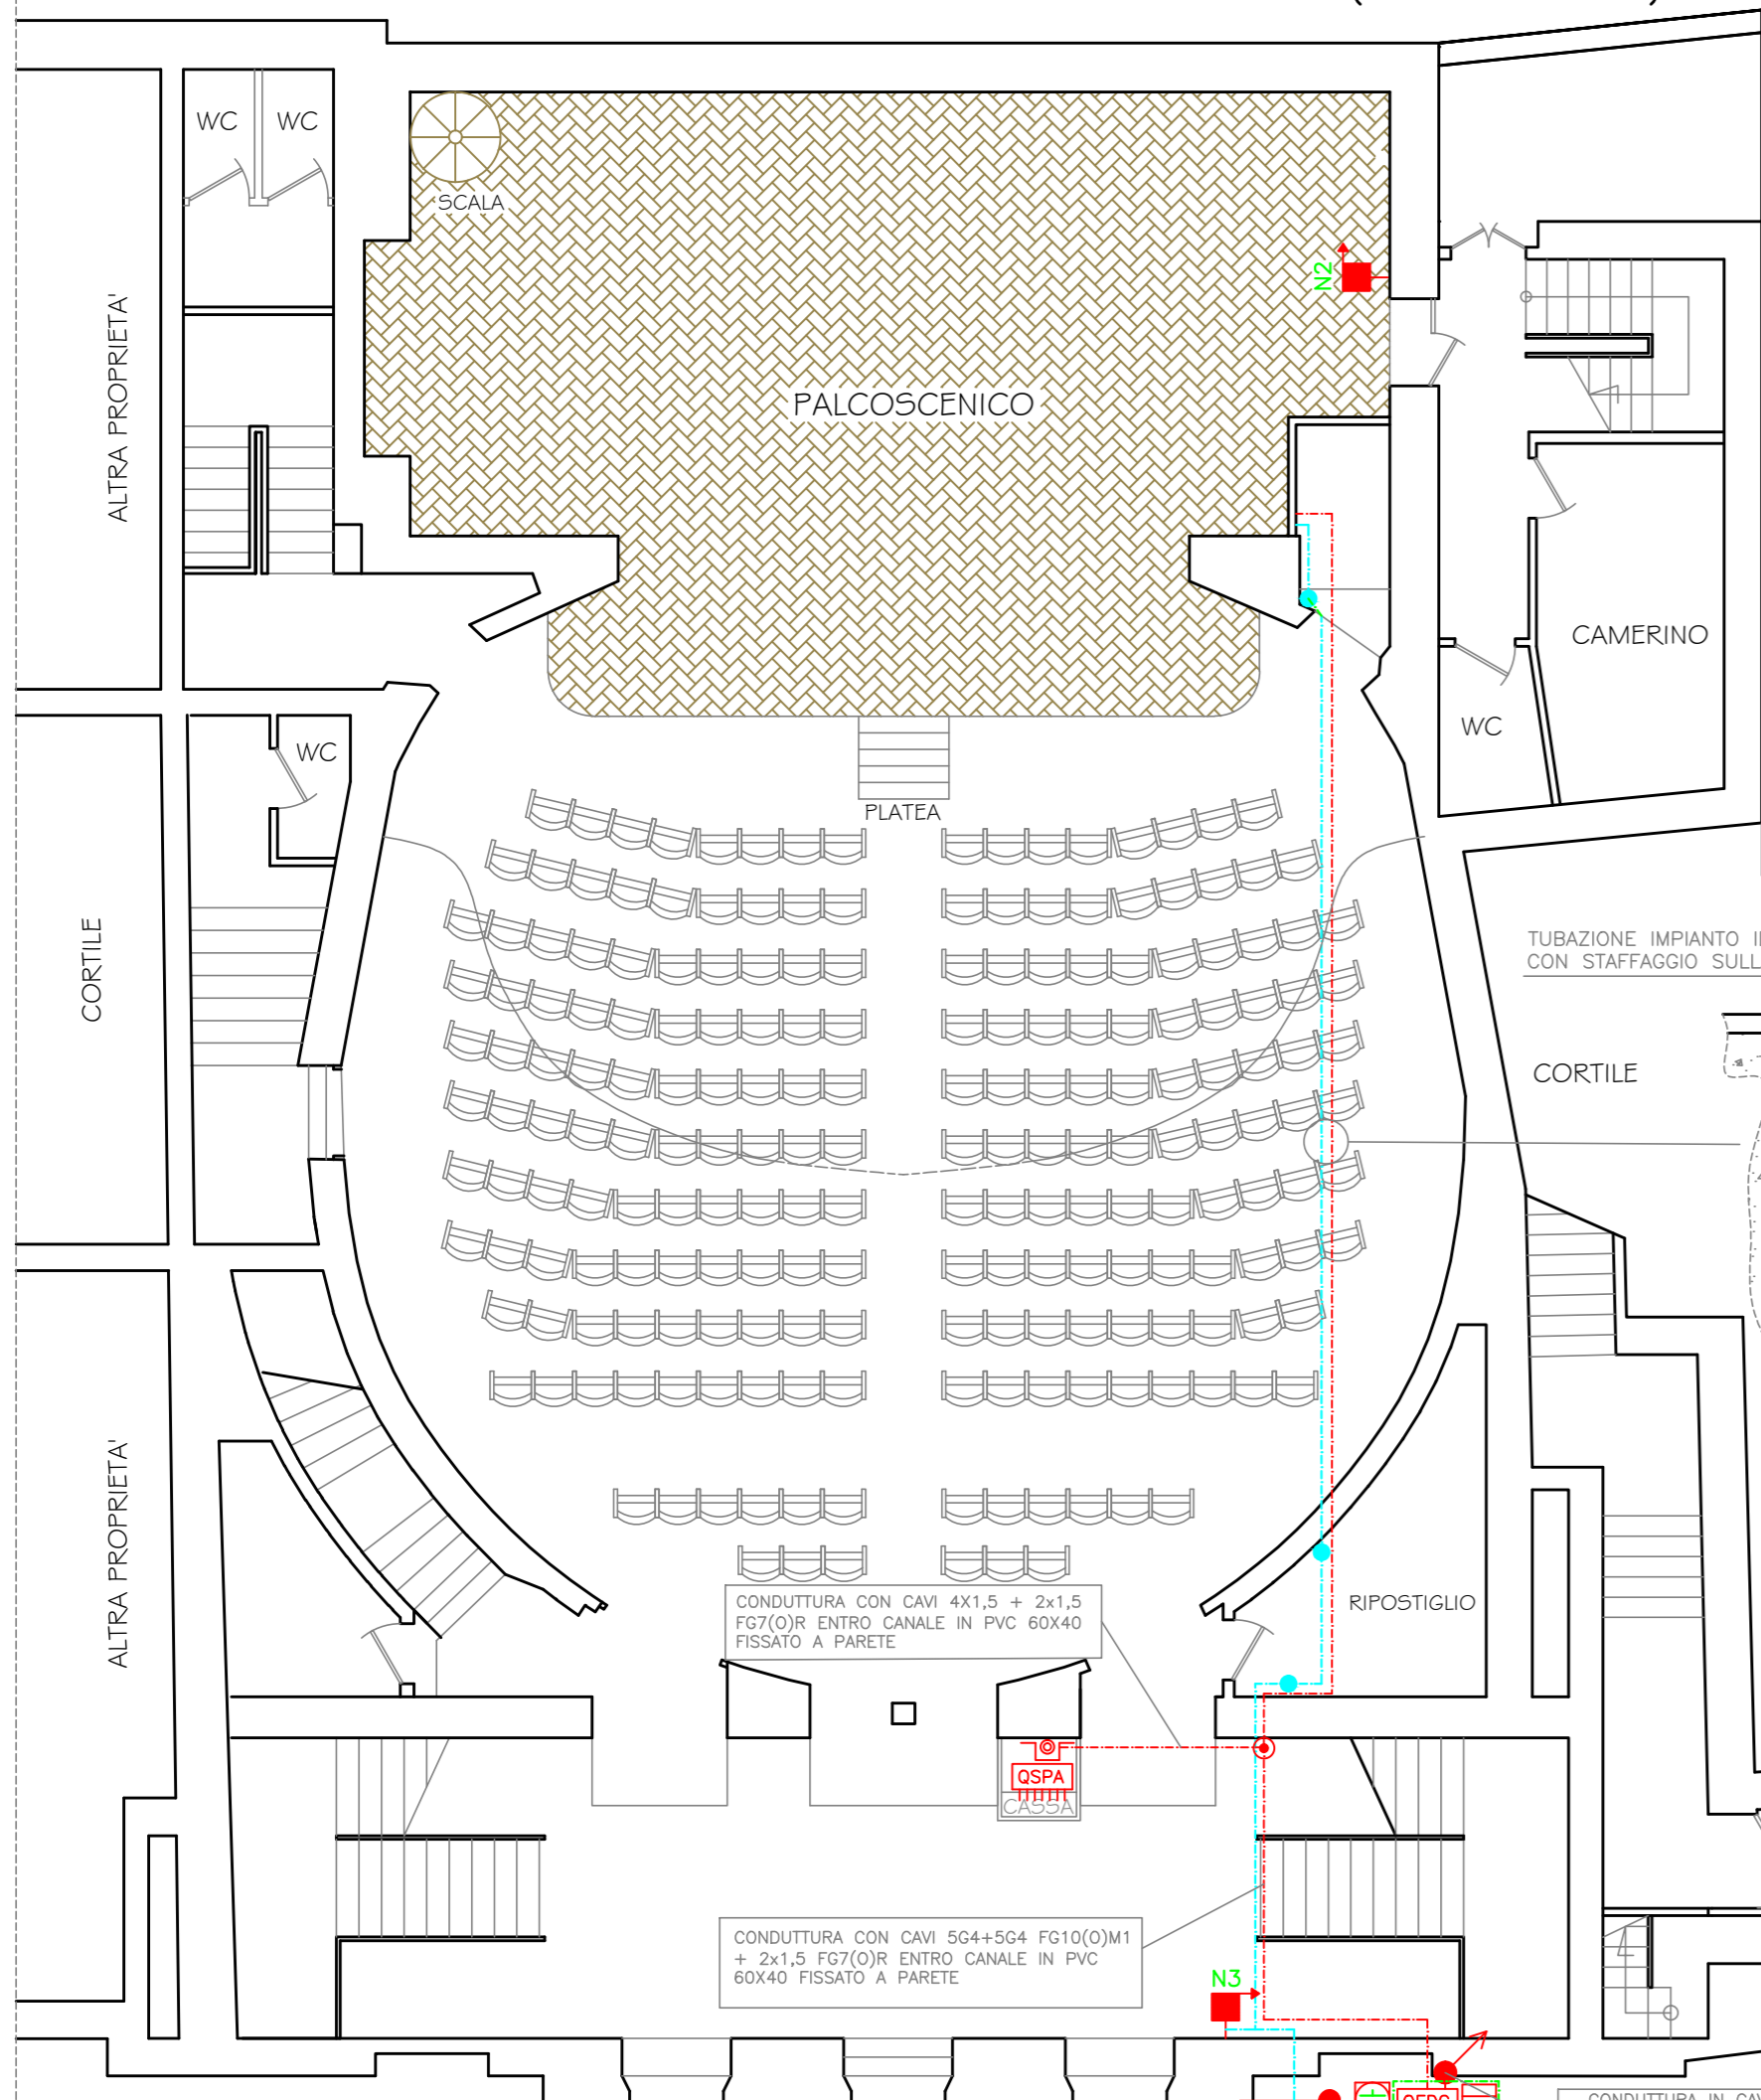 WC
WC
SCALA
ALTRA PROPRIETA'
N2
PALCOSCENICO
CAMERINO
WC
WC
PLATEA
CORTILE
TUBAZIONE IMPIANTO
CON STAFFAGGIO
CORTILE
ALTRA PROPRIETA'
CONDUTTURA CON CAVI 4X1,5 + 2x1,5
FG7(O)R ENTRO CANALE IN PVC 60X40
FISSATO A PARETE
RIPOSTIGLIO
QSPA
CASSA
CONDUTTURA CON CAVI 5G4+5G4 FG10(O)M1
+ 2x1,5 FG7(O)R ENTRO CANALE IN PVC
60X40 FISSATO A PARETE
N3